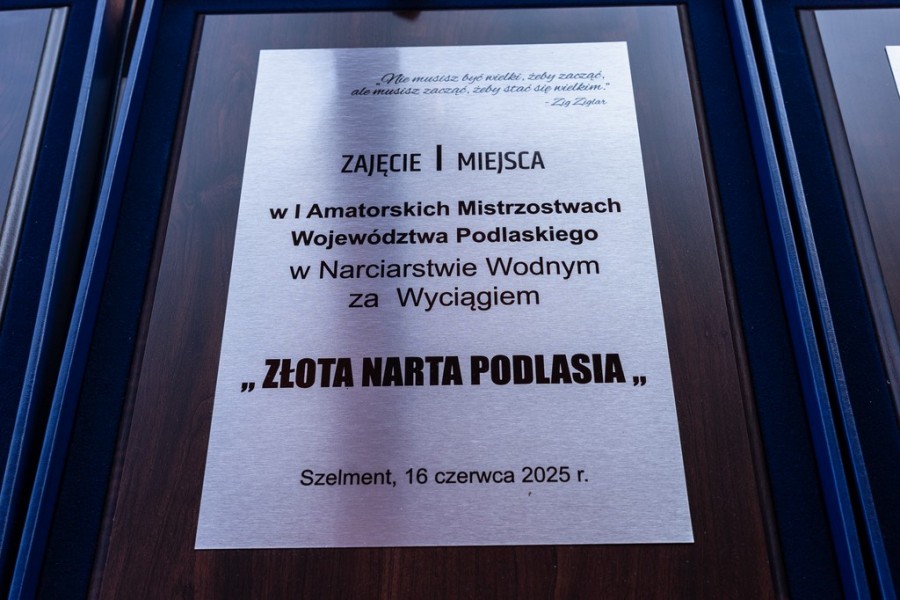 „Nie musisz być wielki, żeby zacząć,
ale musisz zacząć, żeby stać się wielkim."
- Zig Ziglar
ZAJĘCIE I MIEJSCA
w I Amatorskich Mistrzostwach
Województwa Podlaskiego
w Narciarstwie Wodnym
za Wyciągiem
„ ZŁOTA NARTA PODLASIA „
Szelment, 16 czerwca 2025 r.